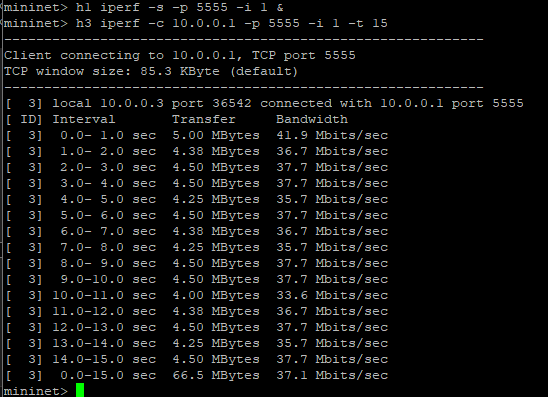 mininet> h1 iperf -s -p 5555 -i 1 &
mininet> h3 iperf -c 10.0.0.1 -p 5555 -i 1 -t 15
------------------------------------------------------------
Client connecting to 10.0.0.1, TCP port 5555
TCP window size: 85.3 KByte (default)
------------------------------------------------------------
[  3] local 10.0.0.3 port 36542 connected with 10.0.0.1 port 5555
[ ID] Interval       Transfer     Bandwidth
[  3]  0.0- 1.0 sec  5.00 MBytes  41.9 Mbits/sec
[  3]  1.0- 2.0 sec  4.38 MBytes  36.7 Mbits/sec
[  3]  2.0- 3.0 sec  4.50 MBytes  37.7 Mbits/sec
[  3]  3.0- 4.0 sec  4.50 MBytes  37.7 Mbits/sec
[  3]  4.0- 5.0 sec  4.25 MBytes  35.7 Mbits/sec
[  3]  5.0- 6.0 sec  4.50 MBytes  37.7 Mbits/sec
[  3]  6.0- 7.0 sec  4.38 MBytes  36.7 Mbits/sec
[  3]  7.0- 8.0 sec  4.25 MBytes  35.7 Mbits/sec
[  3]  8.0- 9.0 sec  4.50 MBytes  37.7 Mbits/sec
[  3]  9.0-10.0 sec  4.50 MBytes  37.7 Mbits/sec
[  3] 10.0-11.0 sec  4.00 MBytes  33.6 Mbits/sec
[  3] 11.0-12.0 sec  4.38 MBytes  36.7 Mbits/sec
[  3] 12.0-13.0 sec  4.50 MBytes  37.7 Mbits/sec
[  3] 13.0-14.0 sec  4.25 MBytes  35.7 Mbits/sec
[  3] 14.0-15.0 sec  4.50 MBytes  37.7 Mbits/sec
[  3]  0.0-15.0 sec  66.5 MBytes  37.1 Mbits/sec
mininet>